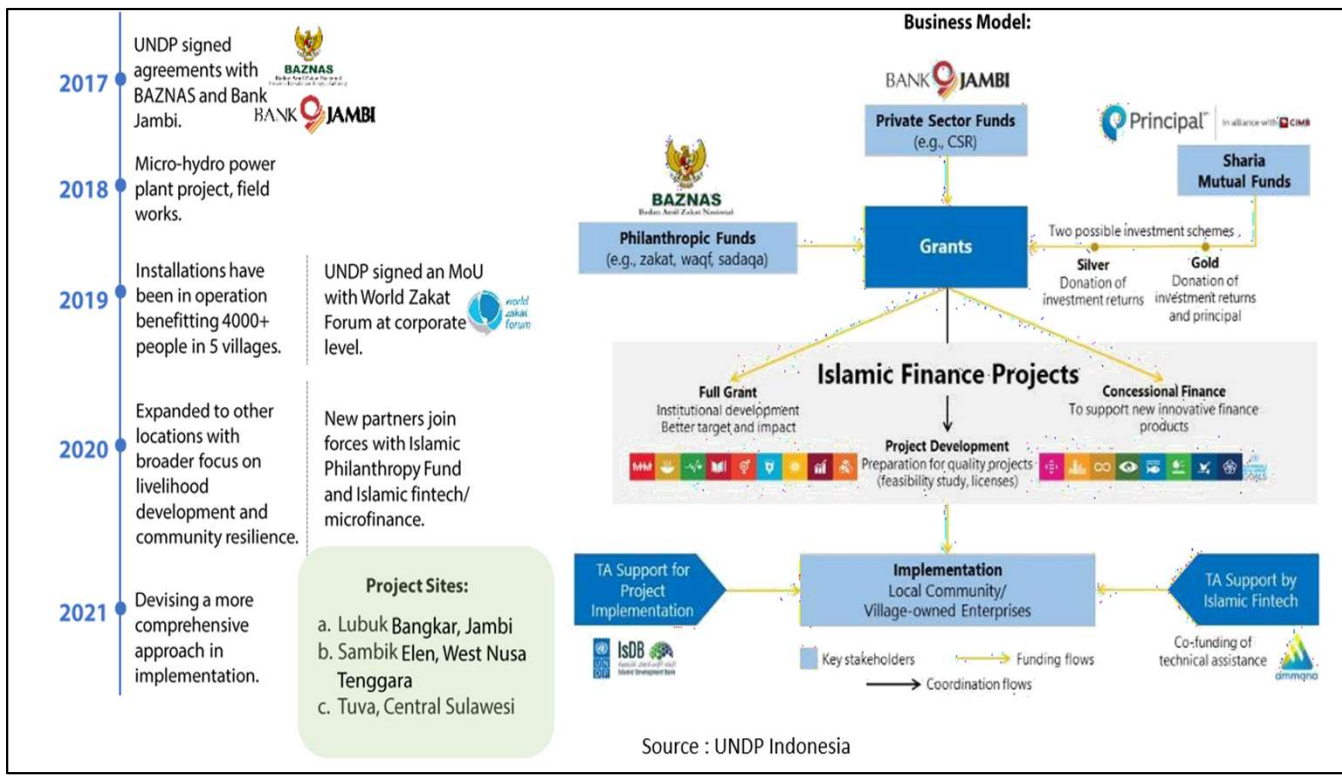 2017
UNDP signed
agreements with
BAZNAS and Bank
Jambi.
BAZNAS
Badan Amil Zakat Nasional
BANK 9 JAMBI
2018
Micro-hydro power
plant project, field
works.
2019
Installations have
been in operation
benefitting 4000+
people in 5 villages.
UNDP signed an MoU
with World Zakat
Forum at corporate
level.
world
zakat
forum
2020
Expanded to other
locations with
broader focus on
livelihood
development and
community resilience.
New partners join
forces with Islamic
Philanthropy Fund
and Islamic fintech/
microfinance.
2021
Devising a more
comprehensive
approach in
implementation.
Project Sites:
a. Lubuk Bangkar, Jambi
b. Sambik Elen, West Nusa
Tenggara
c. Tuva, Central Sulawesi
Business Model:
BANK 9 JAMBI
Private Sector Funds
(e.g., CSR)
Principal
In alliance with CIMB
Sharia
Mutual Funds
BAZNAS
Badan Amil Zakat Nasional
Philanthropic Funds
(e.g., zakat, waqf, sadaqa)
Grants
Two possible investment schemes
Silver
Donation of
investment returns
Gold
Donation of
investment returns
and principal
Islamic Finance Projects
Full Grant
Institutional development
Better target and impact
Project Development
Preparation for quality projects
(feasibility study, licenses)
Concessional Finance
To support new innovative finance
products
TA Support for
Project
Implementation
Implementation
Local Community/
Village-owned Enterprises
TA Support by
Islamic Fintech
UN
DP
IsDB
Islamic Development Bank
Key stakeholders
Funding flows
Coordination flows
Co-funding of
technical assistance
ammana
Source : UNDP Indonesia